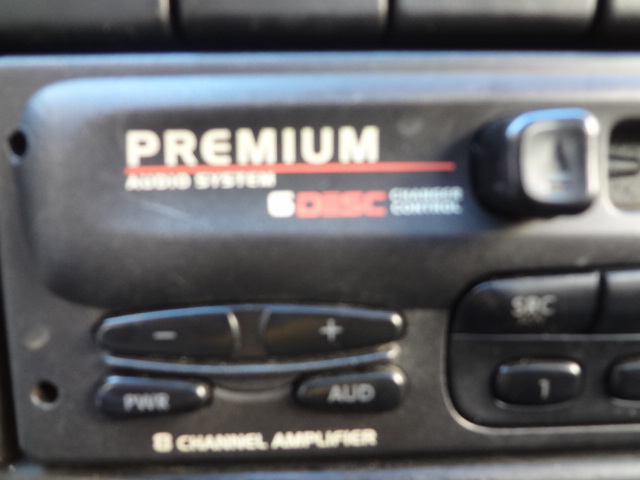 PREMIUM
AUDIO SYSTEM
6 DISC CHANGER
CONTROL
- +
SRC
PWR AUD 1
8 CHANNEL AMPLIFIER